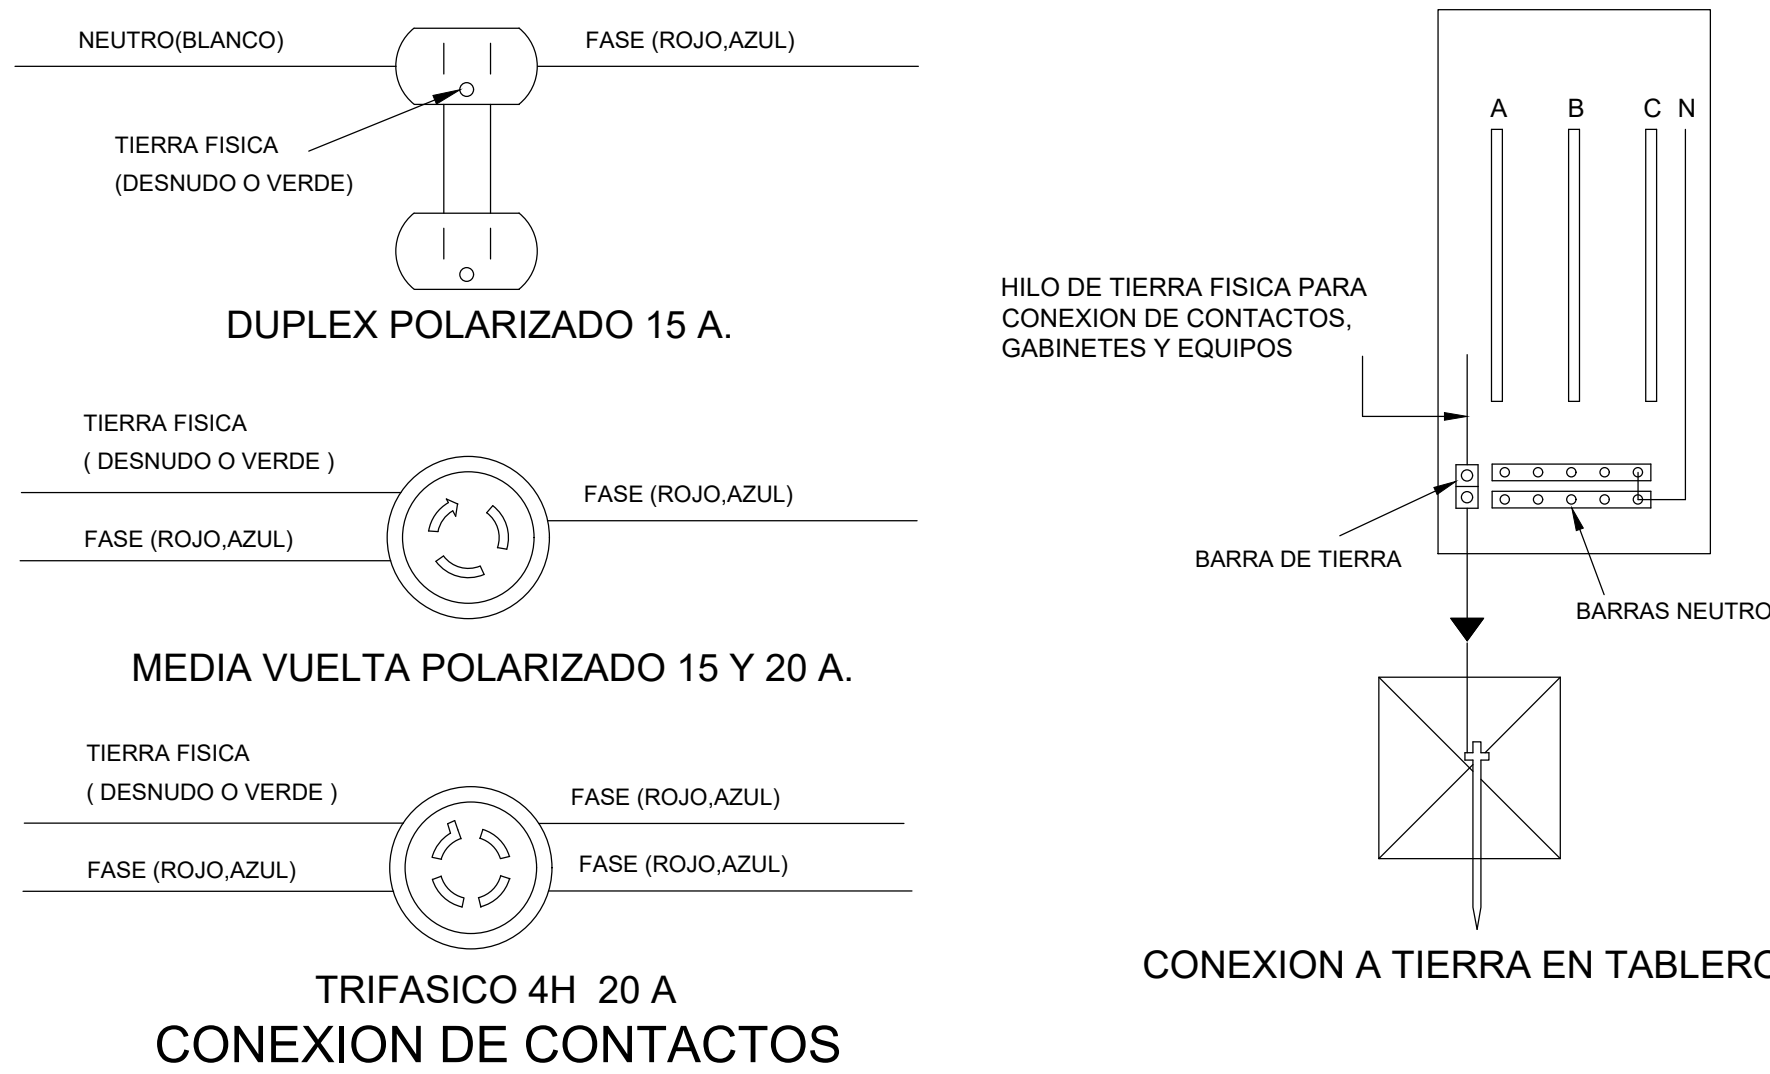 NEUTRO(BLANCO)
FASE (ROJO,AZUL)
TIERRA FISICA
(DESNUDO O VERDE)
DUPLEX POLARIZADO 15 A.
TIERRA FISICA
( DESNUDO O VERDE )
FASE (ROJO,AZUL)
FASE (ROJO,AZUL)
MEDIA VUELTA POLARIZADO 15 Y 20 A.
TIERRA FISICA
( DESNUDO O VERDE )
FASE (ROJO,AZUL)
FASE (ROJO,AZUL)
FASE (ROJO,AZUL)
TRIFASICO 4H  20 A
CONEXION DE CONTACTOS
A B C N
HILO DE TIERRA FISICA PARA
CONEXION DE CONTACTOS,
GABINETES Y EQUIPOS
BARRA DE TIERRA
BARRAS NEUTRO
CONEXION A TIERRA EN TABLERO